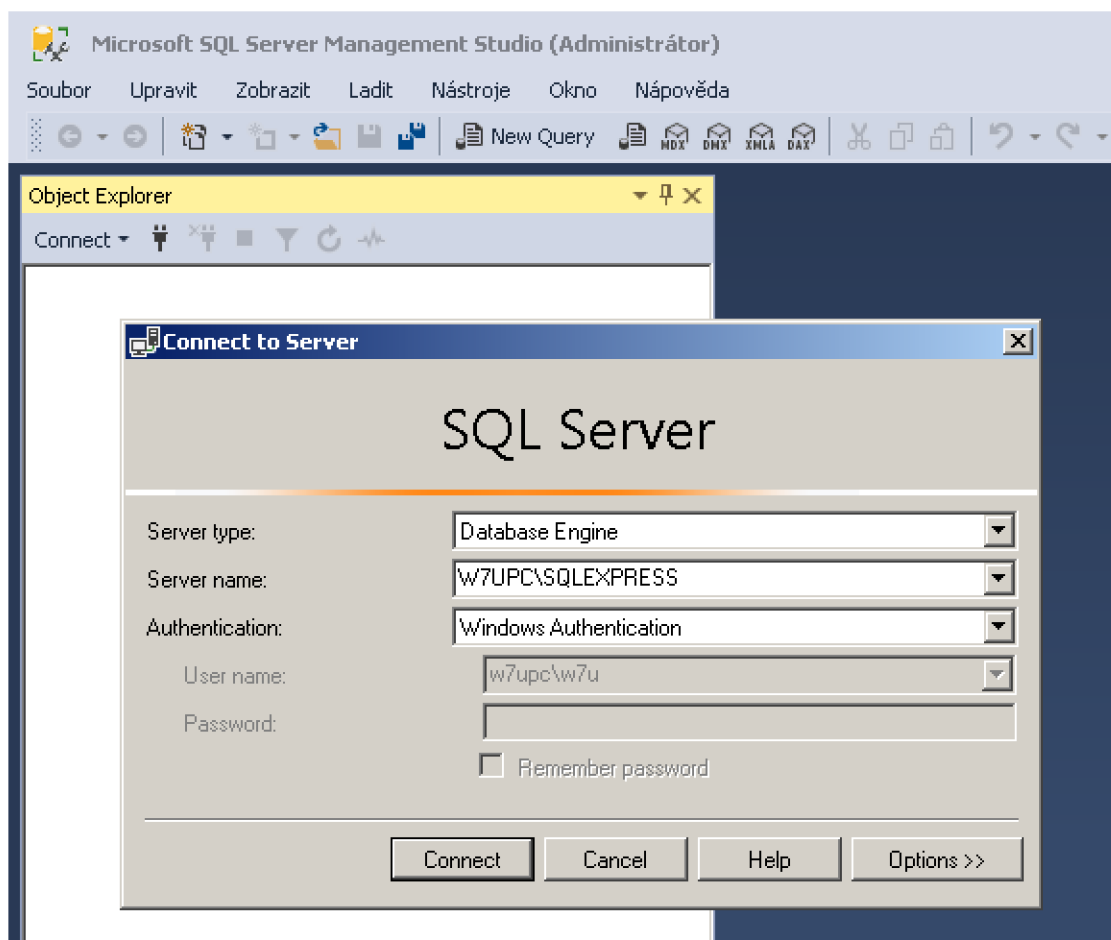 Microsoft SQL Server Management Studio (Administrátor)
Soubor Upravit Zobrazit Ladit Nástroje Okno Nápověda
New Query MDX DMX XMLA DAX
Object Explorer
Connect
Connect to Server
SQL Server
Server type: Database Engine
Server name: W7UPC\SQLEXPRESS
Authentication: Windows Authentication
User name: w7upc\w7u
Password:
Remember password
Connect Cancel Help Options >>